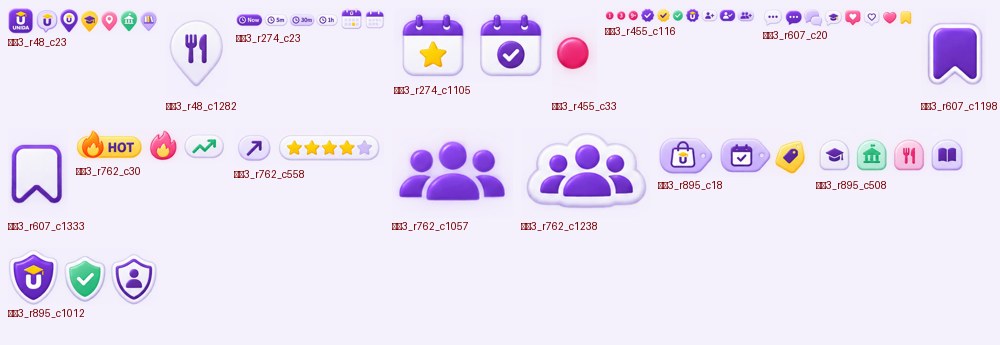 UNIDA
U
Now
5m
30m
1h
□□3_r48_c23
□□3_r274_c23
□□3_r455_c116
□□3_r607_c20
□□3_r274_c1105
□□3_r48_c1282
□□3_r455_c33
□□3_r607_c1198
HOT
□□3_r762_c30
□□3_r762_c558
□□3_r895_c18
□□3_r895_c508
□□3_r607_c1333
□□3_r762_c1057
□□3_r762_c1238
U
□□3_r895_c1012